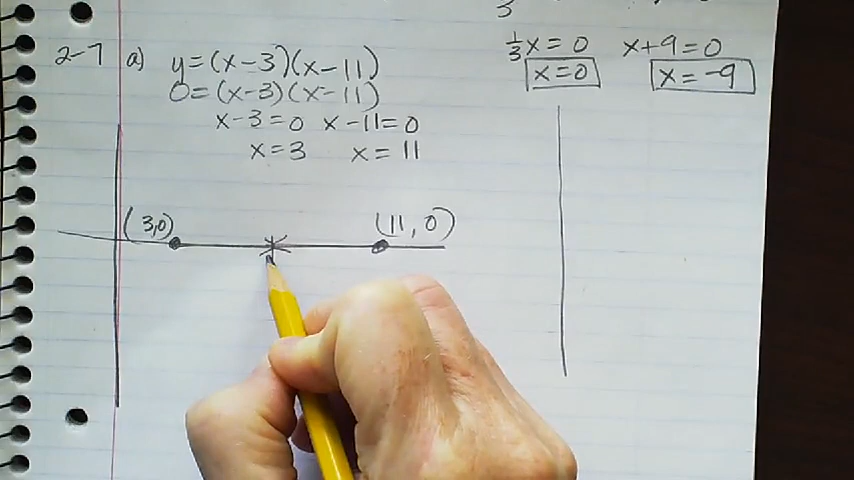 3
2-7 a) y=(x-3)(x-11)
0=(x-3)(x-11)
x-3=0 x-11=0
x=3 x=11
(3,0) (11,0)
1/3x=0 x+9=0
x=0 x=-9